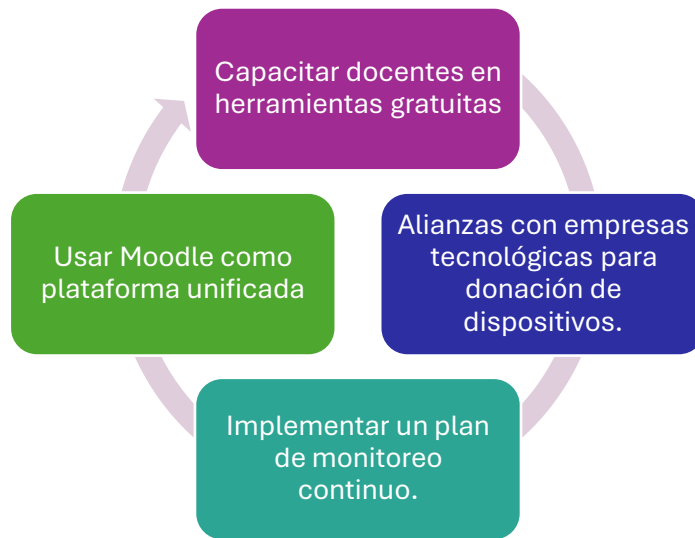 Capacitar docentes en
herramientas gratuitas
Alianzas con empresas
tecnológicas para
donación de
dispositivos.
Implementar un plan
de monitoreo
continuo.
Usar Moodle como
plataforma unificada